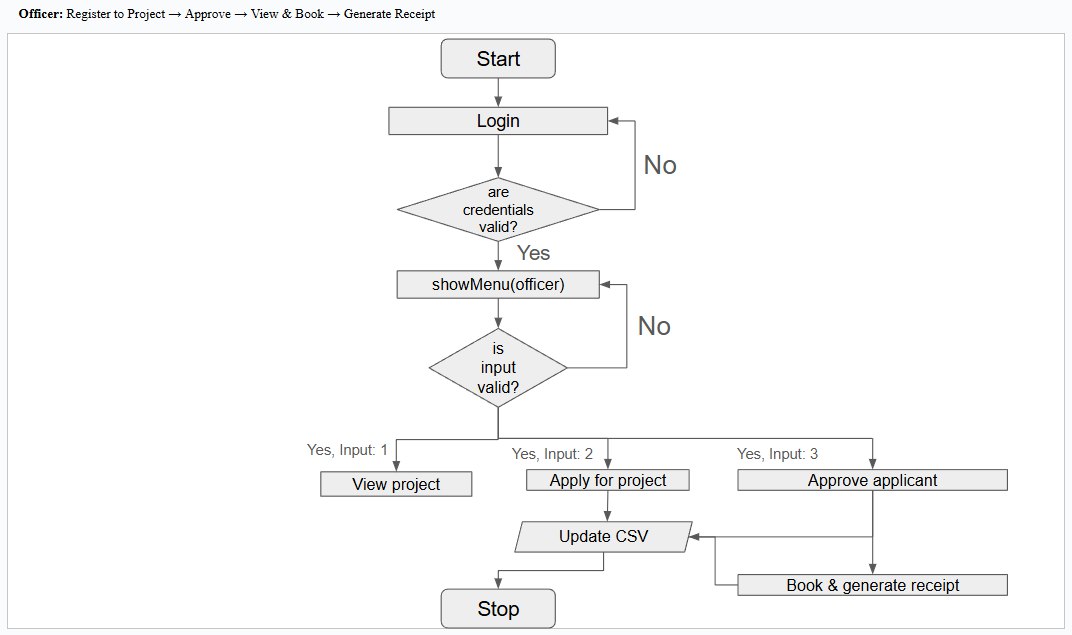 Officer: Register to Project → Approve → View & Book → Generate Receipt
Start
Login
No
are
credentials
valid?
Yes
showMenu(officer)
No
is
input
valid?
Yes, Input: 1
Yes, Input: 2
Yes, Input: 3
View project
Apply for project
Approve applicant
Update CSV
Book & generate receipt
Stop